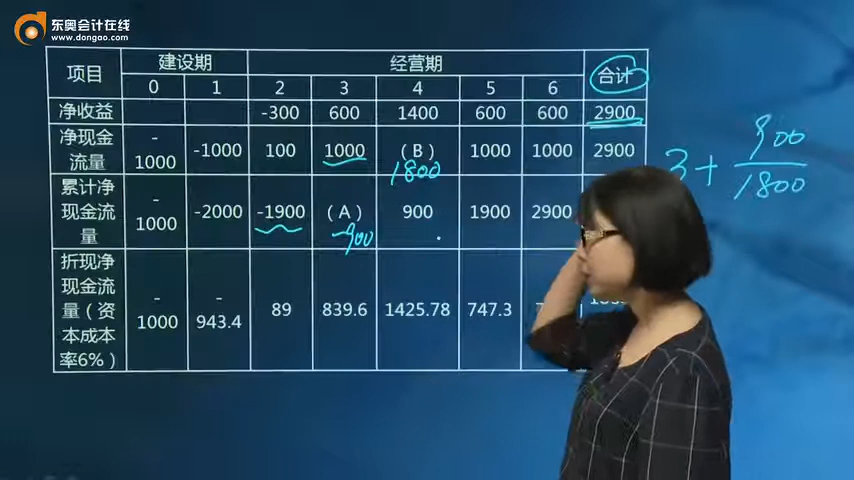 东奥会计在线
www.dongao.com
项目 建设期 经营期 合计
0 1 2 3 4 5 6
净收益 -300 600 1400 600 600 2900
净现金流量 -1000 -1000 100 1000 (B) 1000 1000 2900
1800
累计净现金流量 -1000 -2000 -1900 (A) 900 1900 2900
-900
折现净现金流量（资本成本率6%） -1000 -943.4 89 839.6 1425.78 747.3
3+ 900
1800